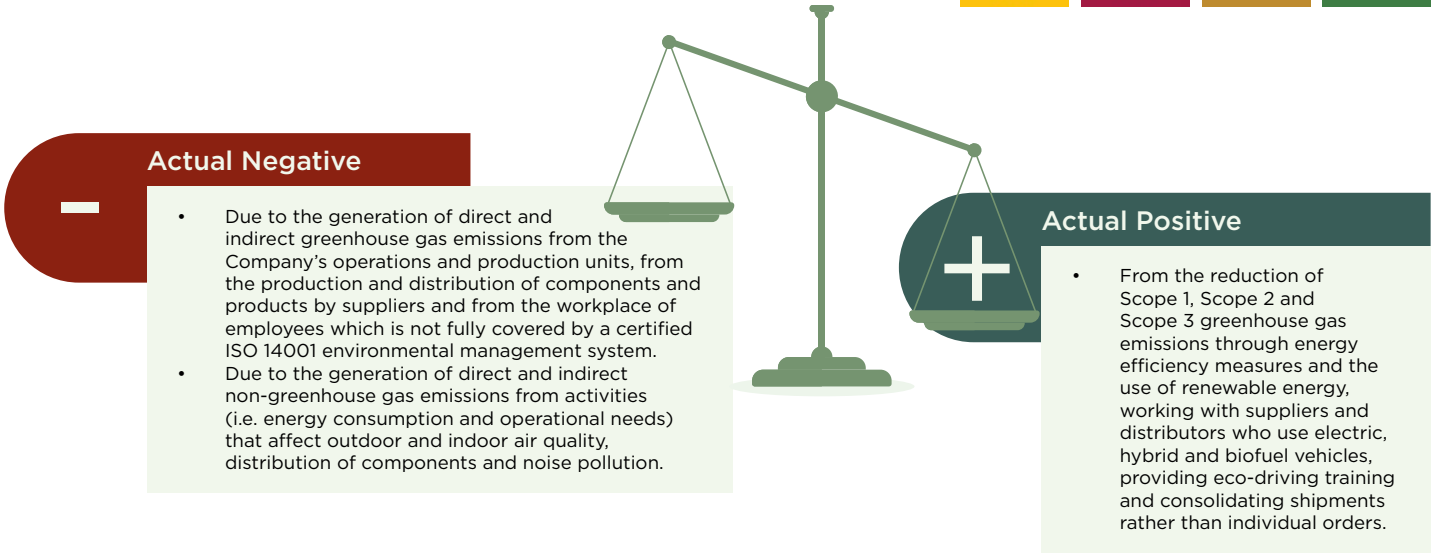 Actual Negative
• Due to the generation of direct and
indirect greenhouse gas emissions from the
Company’s operations and production units, from
the production and distribution of components and
products by suppliers and from the workplace of
employees which is not fully covered by a certified
ISO 14001 environmental management system.
• Due to the generation of direct and indirect
non-greenhouse gas emissions from activities
(i.e. energy consumption and operational needs)
that affect outdoor and indoor air quality,
distribution of components and noise pollution.
Actual Positive
• From the reduction of
Scope 1, Scope 2 and
Scope 3 greenhouse gas
emissions through energy
efficiency measures and the
use of renewable energy,
working with suppliers and
distributors who use electric,
hybrid and biofuel vehicles,
providing eco-driving training
and consolidating shipments
rather than individual orders.